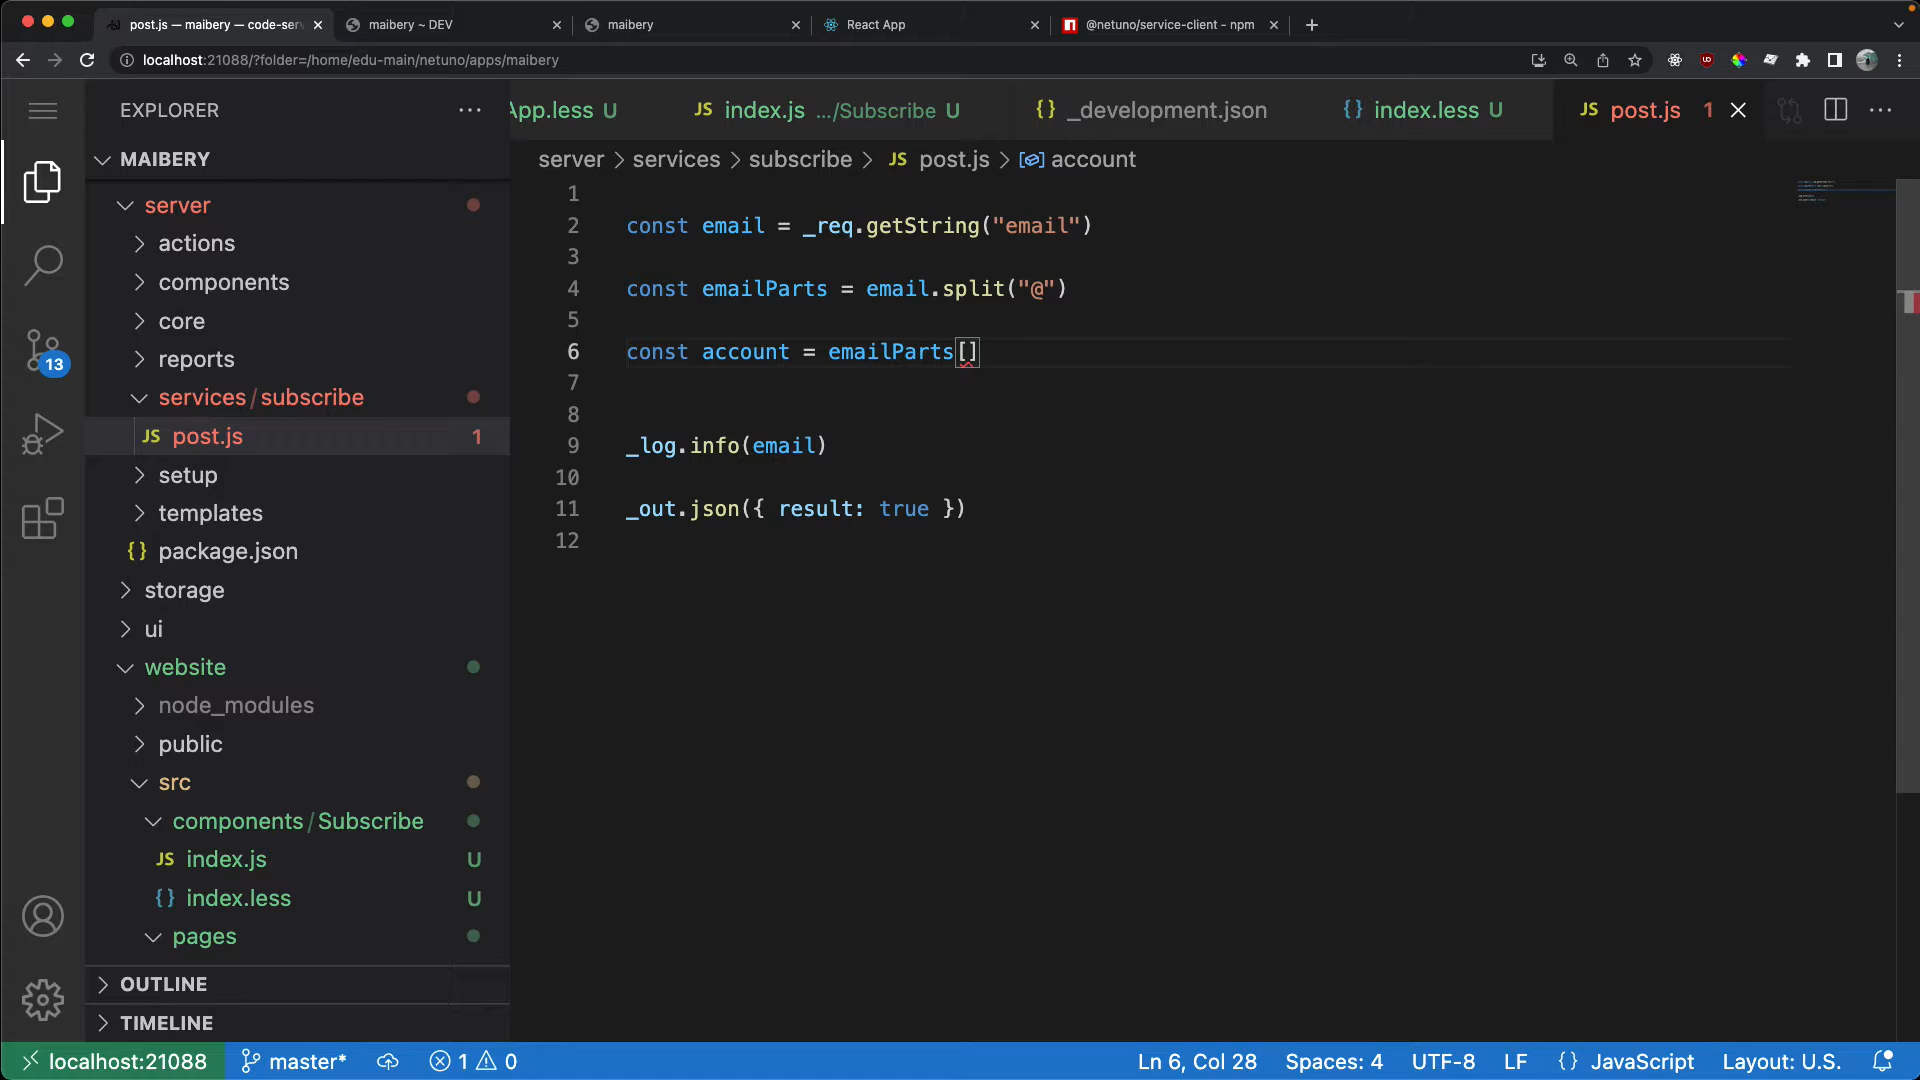 post.js — maibery — code-serv
maibery ~ DEV
maibery
React App
@netuno/service-client - npm
localhost:21088/?folder=/home/edu-main/netuno/apps/maibery
EXPLORER
App.less U
JS index.js .../Subscribe U
{} _development.json
{} index.less U
JS post.js 1
MAIBERY
server > services > subscribe > JS post.js > account
server
actions
components
core
reports
services / subscribe
JS post.js 1
setup
templates
{} package.json
storage
ui
website
node_modules
public
src
components / Subscribe
JS index.js U
{} index.less U
pages
OUTLINE
TIMELINE
13
1
2 const email = _req.getString("email")
3
4 const emailParts = email.split("@")
5
6 const account = emailParts[]
7
8
9 _log.info(email)
10
11 _out.json({ result: true })
12
localhost:21088
master*
1 0
Ln 6, Col 28
Spaces: 4
UTF-8
LF
{} JavaScript
Layout: U.S.